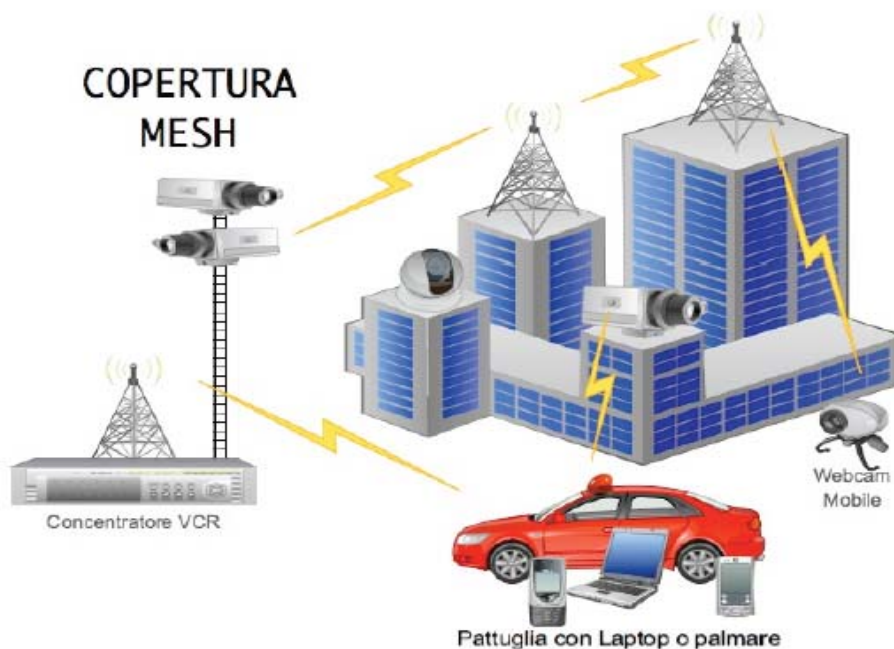 COPERTURA
MESH
Concentratore VCR
Webcam
Mobile
Pattuglia con Laptop o palmare